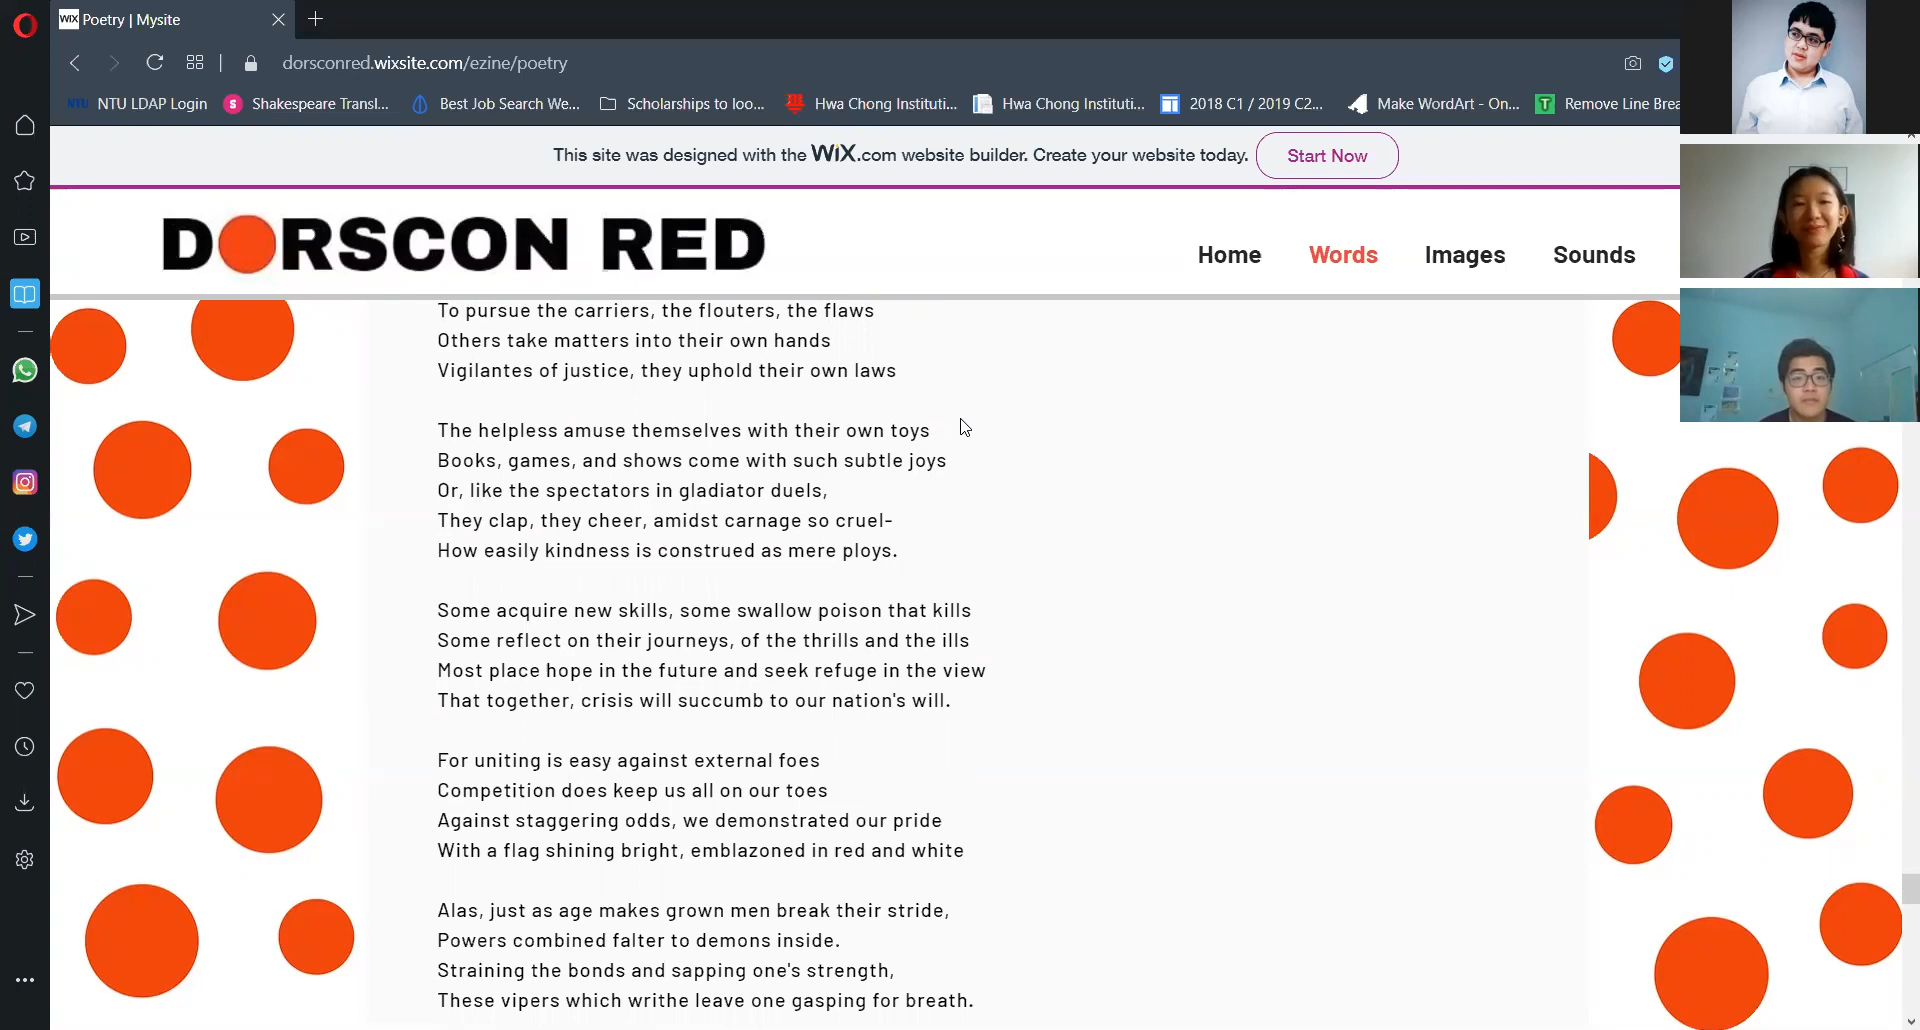 WiX Poetry | Mysite
dorsconred.wixsite.com/ezine/poetry
NTU NTU LDAP Login
S Shakespeare Transl...
Best Job Search We...
Scholarships to loo...
Hwa Chong Instituti...
Hwa Chong Instituti...
2018 C1 / 2019 C2...
Make WordArt - On...
T Remove Line Brea
This site was designed with the WiX.com website builder. Create your website today.
Start Now
DORSCON RED
Home
Words
Images
Sounds
To pursue the carriers, the flouters, the flaws
Others take matters into their own hands
Vigilantes of justice, they uphold their own laws
The helpless amuse themselves with their own toys
Books, games, and shows come with such subtle joys
Or, like the spectators in gladiator duels,
They clap, they cheer, amidst carnage so cruel-
How easily kindness is construed as mere ploys.
Some acquire new skills, some swallow poison that kills
Some reflect on their journeys, of the thrills and the ills
Most place hope in the future and seek refuge in the view
That together, crisis will succumb to our nation's will.
For uniting is easy against external foes
Competition does keep us all on our toes
Against staggering odds, we demonstrated our pride
With a flag shining bright, emblazoned in red and white
Alas, just as age makes grown men break their stride,
Powers combined falter to demons inside.
Straining the bonds and sapping one's strength,
These vipers which writhe leave one gasping for breath.